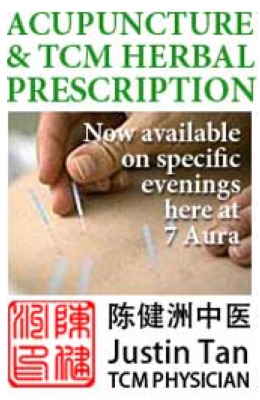 ACUPUNCTURE
& TCM HERBAL
PRESCRIPTION
Now available
on specific
evenings
here at
7 Aura
陈健洲中医
Justin Tan
TCM PHYSICIAN